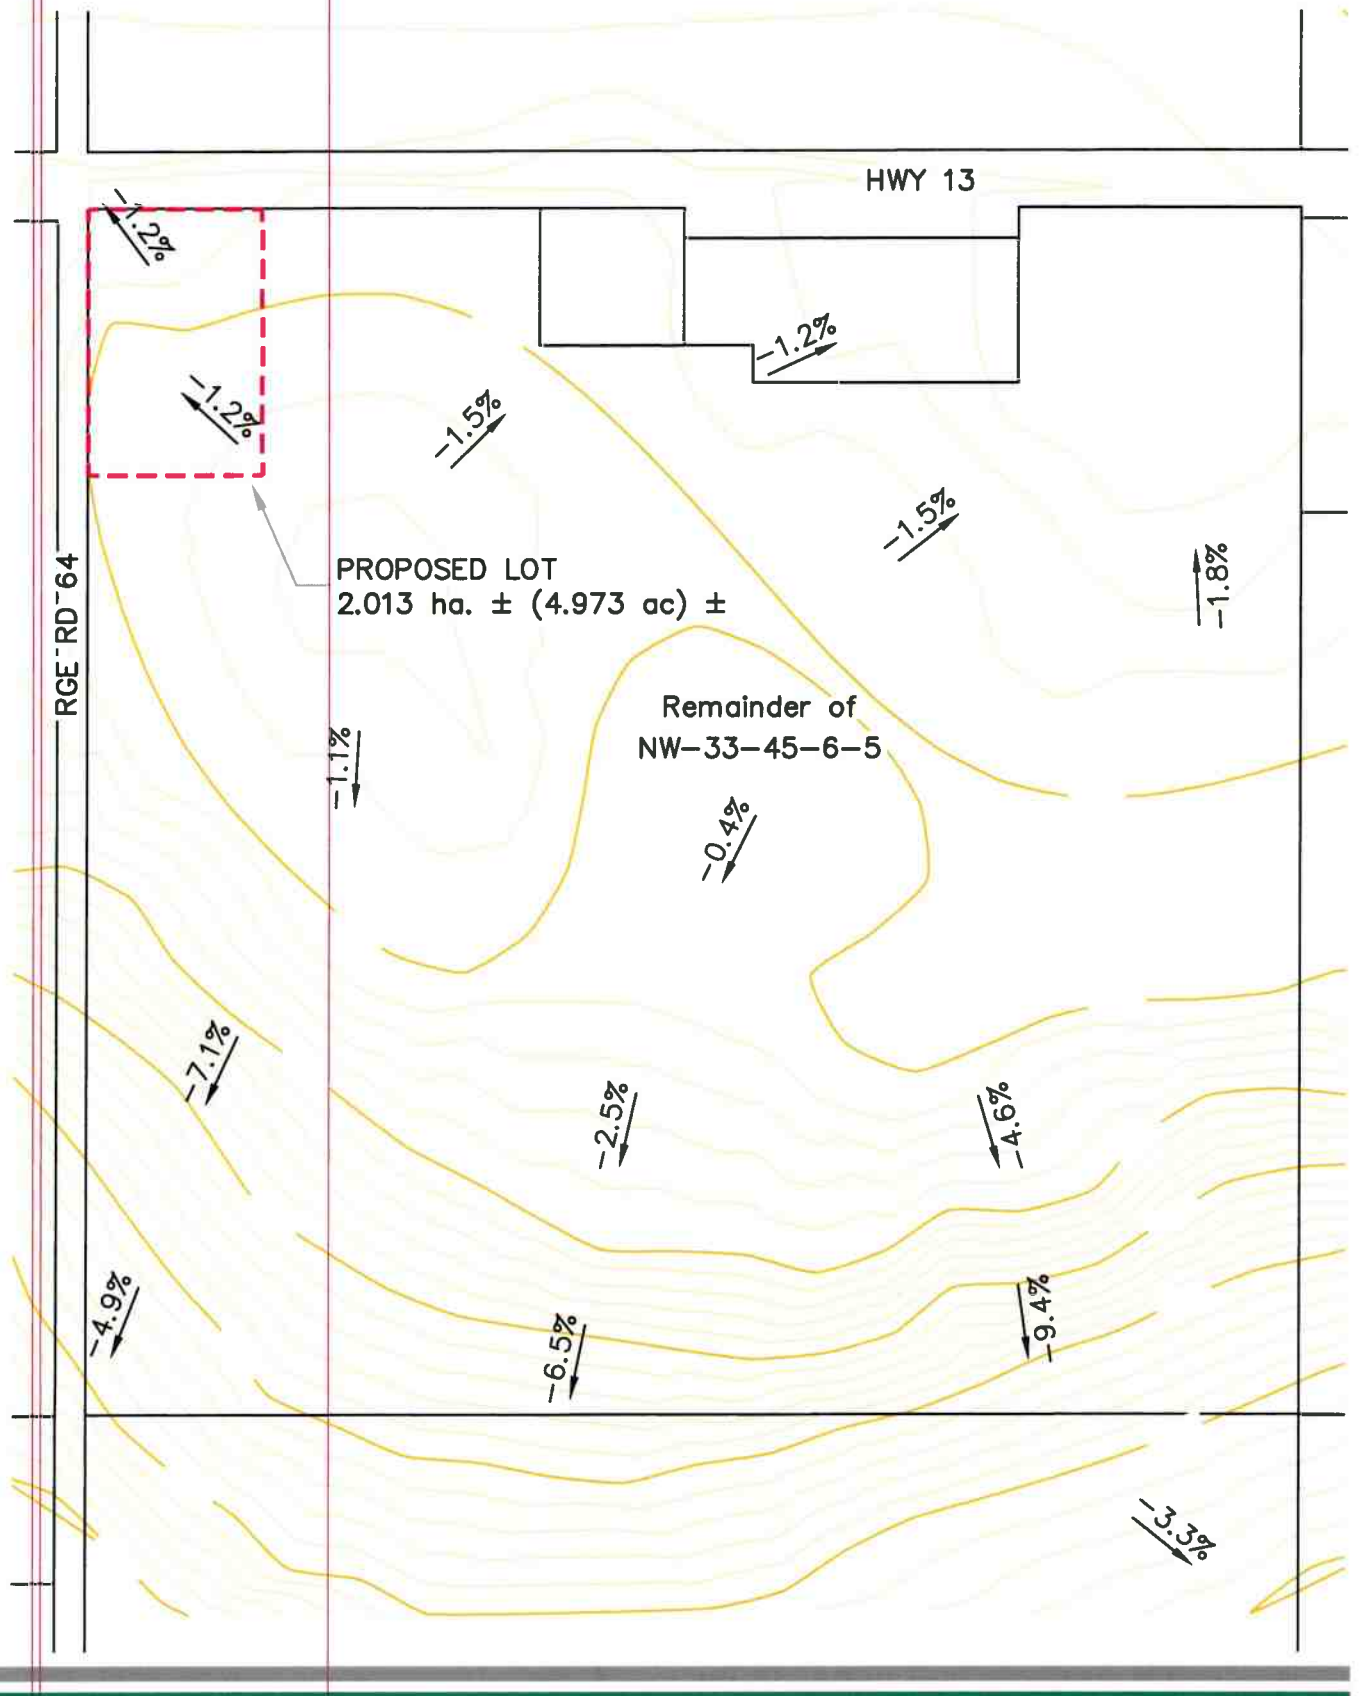 HWY 13
-1.2%
-1.2%
-1.2%
-1.5%
-1.5%
-1.8%
PROPOSED LOT
2.013 ha. ± (4.973 ac) ±
RGE RD 64
Remainder of
NW-33-45-6-5
-1.1%
-0.4%
-7.1%
-2.5%
-4.6%
-4.9%
-6.5%
-9.4%
-3.3%